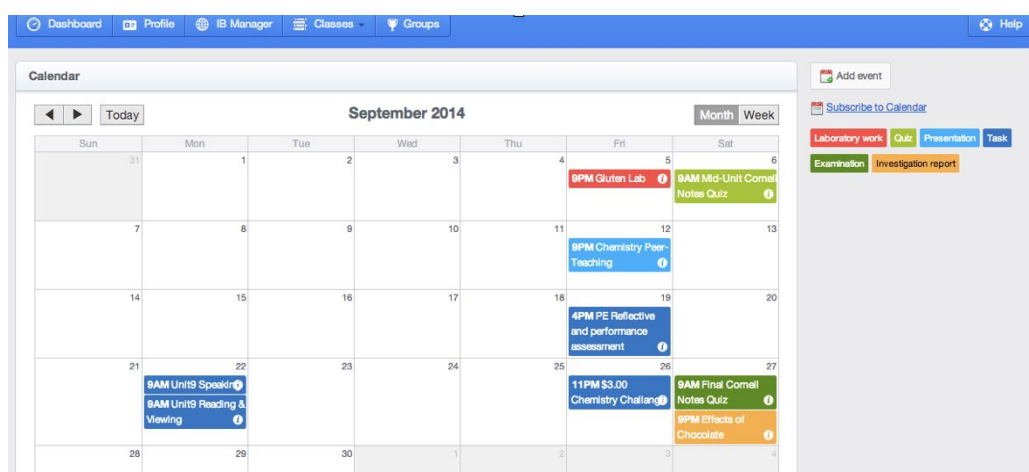 Dashboard Profile IB Manager Classes Groups Help
Calendar
Add event
Subscribe to Calendar
Today September 2014 Month Week
Laboratory work Quiz Presentation Task
Examination Investigation report
Sun Mon Tue Wed Thu Fri Sat
31 1 2 3 4 5 6
9PM Gluten Lab
9AM Mid-Unit Cornell
Notes Quiz
7 8 9 10 11 12 13
9PM Chemistry Peer-
Teaching
14 15 16 17 18 19 20
4PM PE Reflective
and performance
assessment
21 22 23 24 25 26 27
9AM Unit9 Speaking
9AM Unit9 Reading &
Viewing
11PM $3.00
Chemistry Challang
9AM Final Cornell
Notes Quiz
9PM Effects of
Chocolate
28 29 30 1 2 3 4